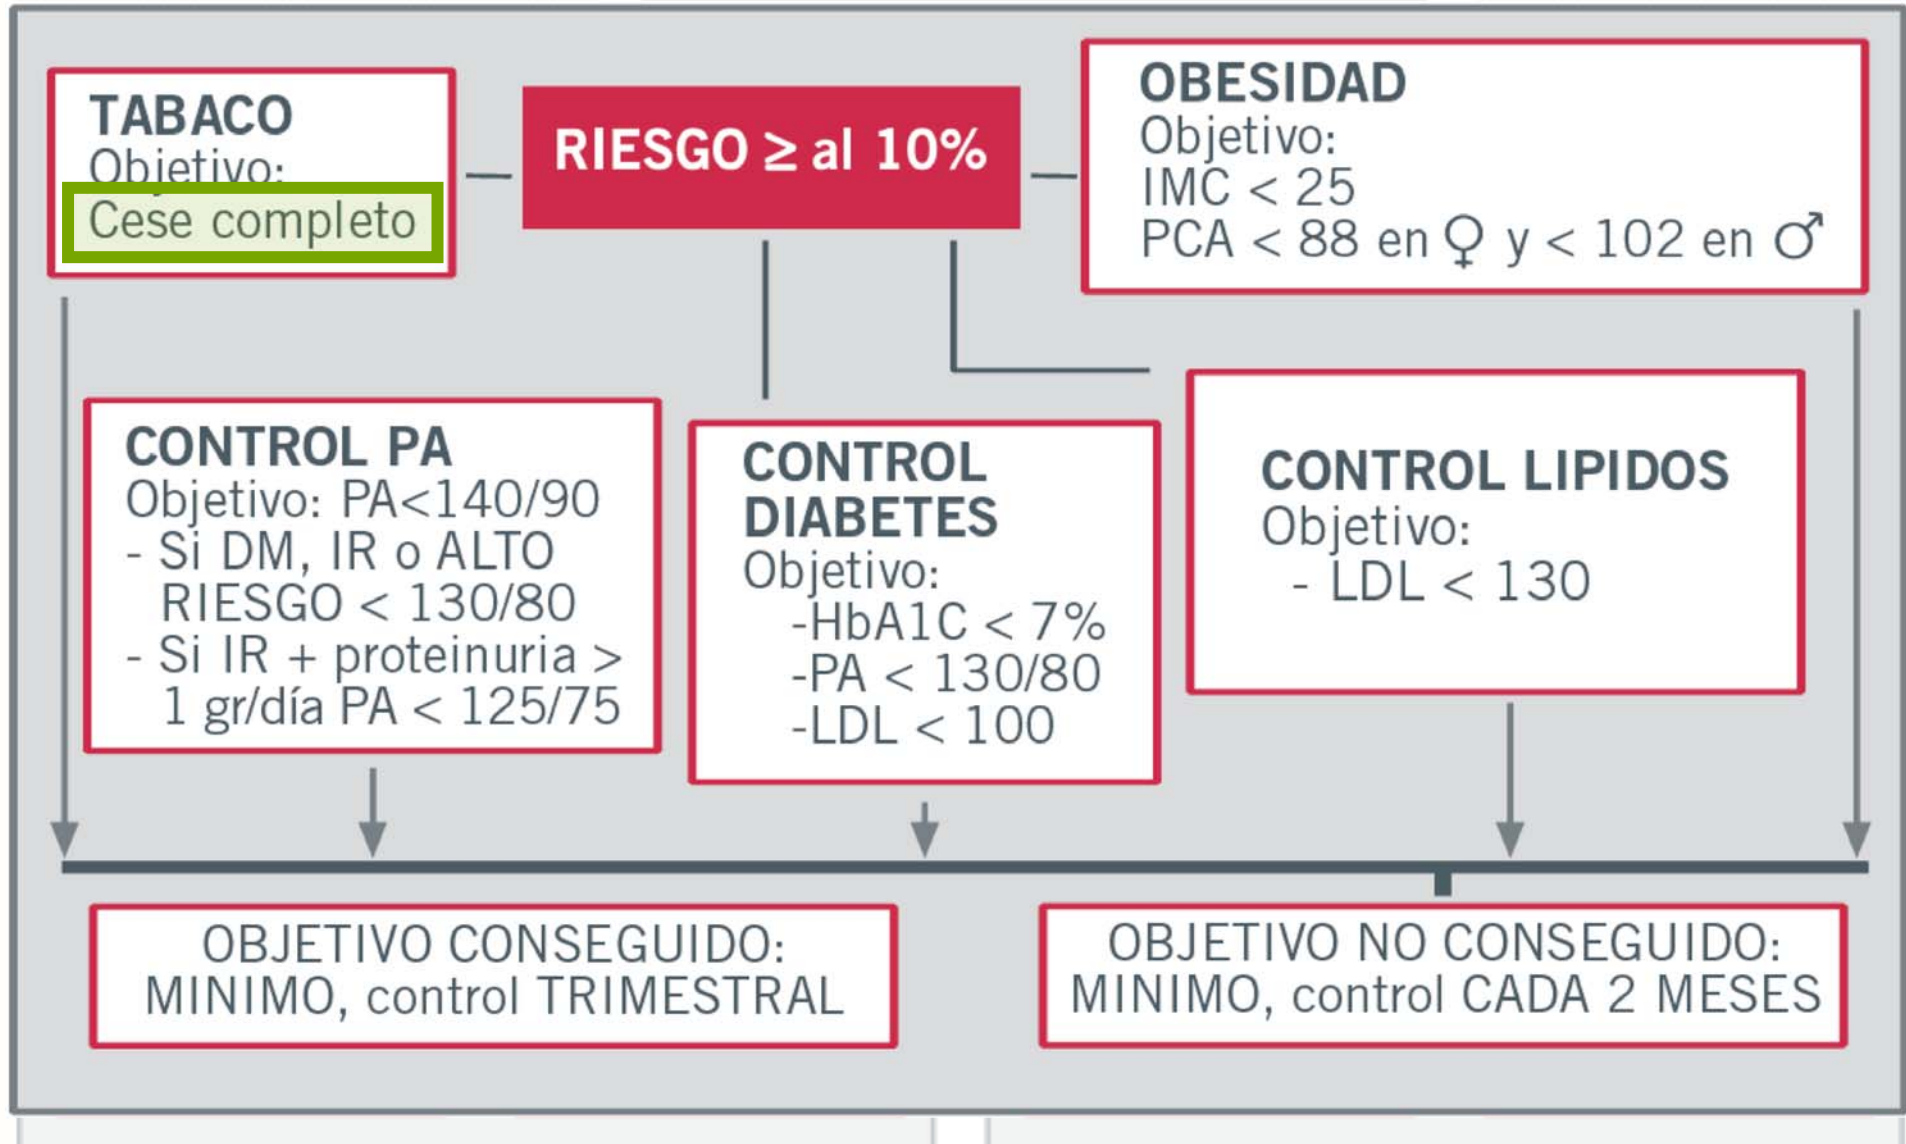 TABACO
Objetivo:
Cese completo
RIESGO ≥ al 10%
OBESIDAD
Objetivo:
IMC < 25
PCA < 88 en ♀ y < 102 en ♂
CONTROL PA
Objetivo: PA<140/90
- Si DM, IR o ALTO
RIESGO < 130/80
- Si IR + proteinuria >
1 gr/día PA < 125/75
CONTROL
DIABETES
Objetivo:
-HbA1C < 7%
-PA < 130/80
-LDL < 100
CONTROL LIPIDOS
Objetivo:
- LDL < 130
OBJETIVO CONSEGUIDO:
MINIMO, control TRIMESTRAL
OBJETIVO NO CONSEGUIDO:
MINIMO, control CADA 2 MESES